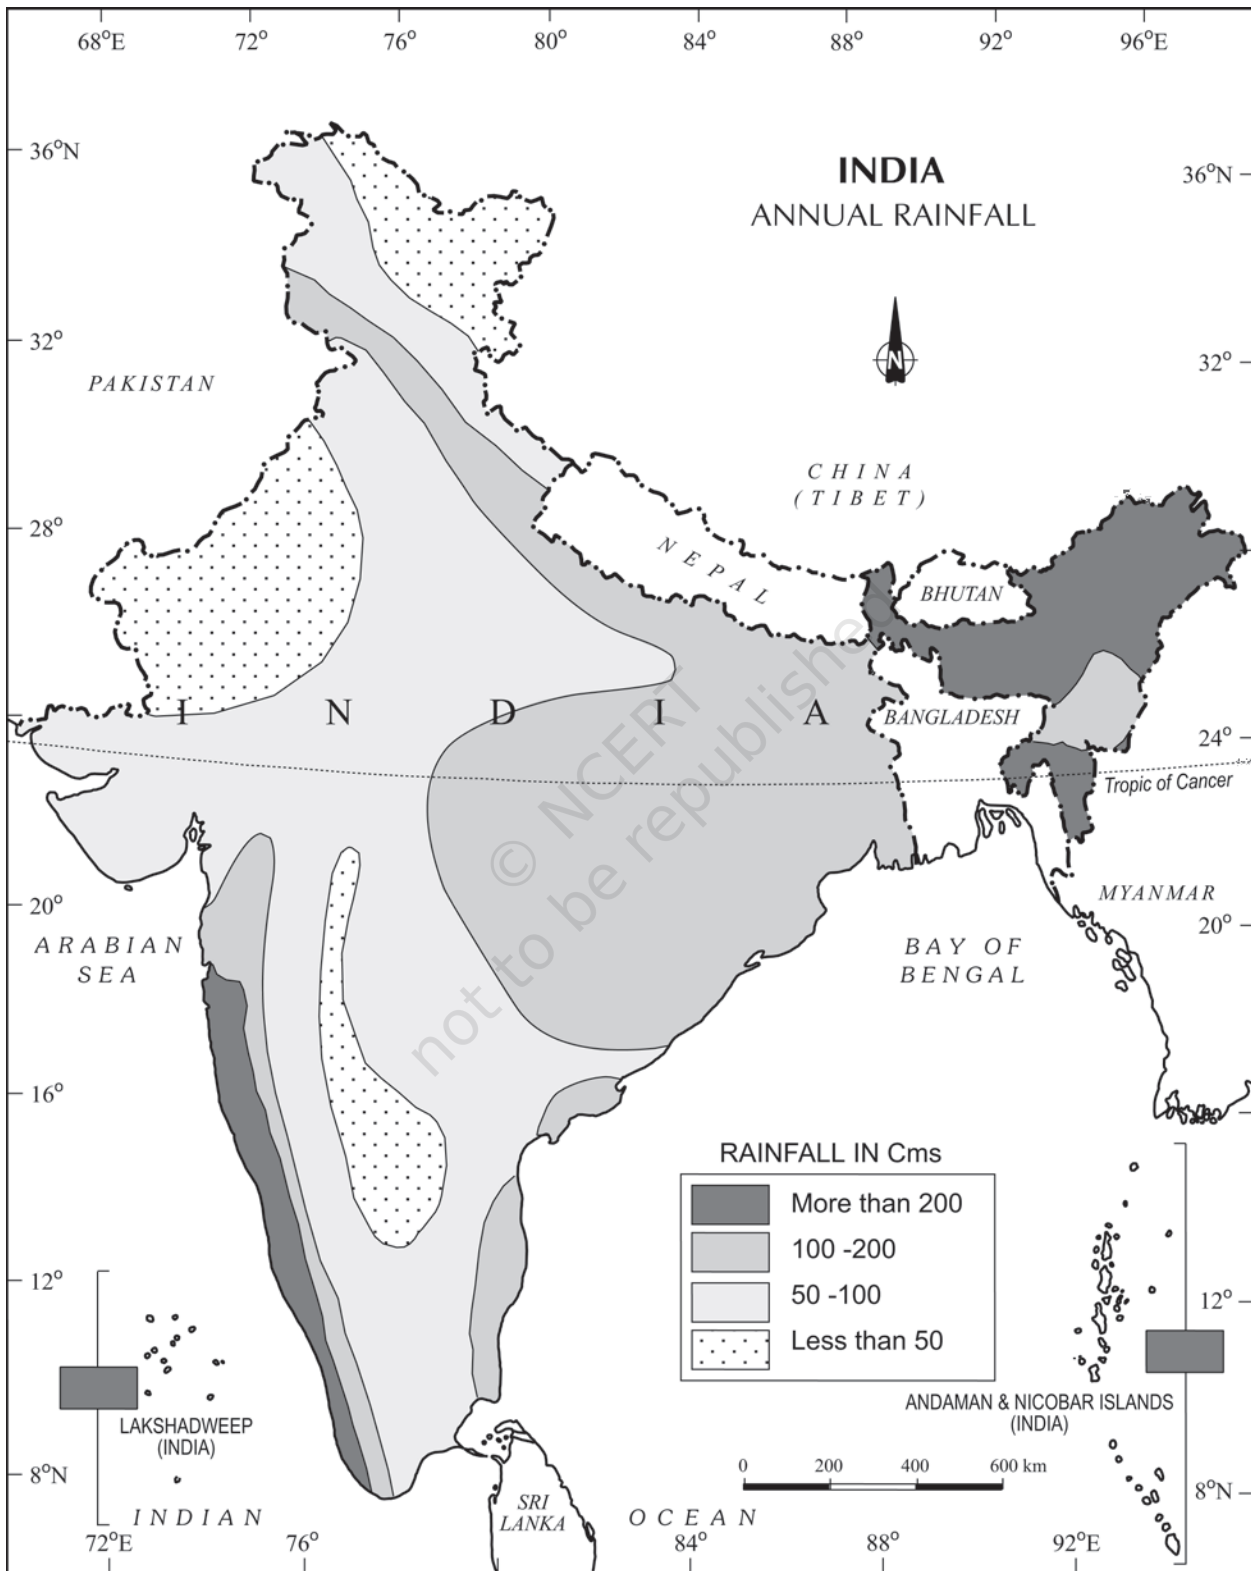 68°E 72° 76° 80° 84° 88° 92° 96°E
36°N
INDIA
ANNUAL RAINFALL
36°N
N
32°
32°
PAKISTAN
CHINA
(TIBET)
28°
NEPAL
BHUTAN
INDIA
BANGLADESH
24°
Tropic of Cancer
© NCERT
not to be republished
20°
MYANMAR
20°
ARABIAN
SEA
BAY OF
BENGAL
16°
RAINFALL IN Cms
More than 200
100 -200
50 -100
Less than 50
12°
12°
LAKSHADWEEP
(INDIA)
ANDAMAN & NICOBAR ISLANDS
(INDIA)
0 200 400 600 km
8°N
8°N
SRI
LANKA
INDIAN OCEAN
72°E 76° 84° 88° 92°E